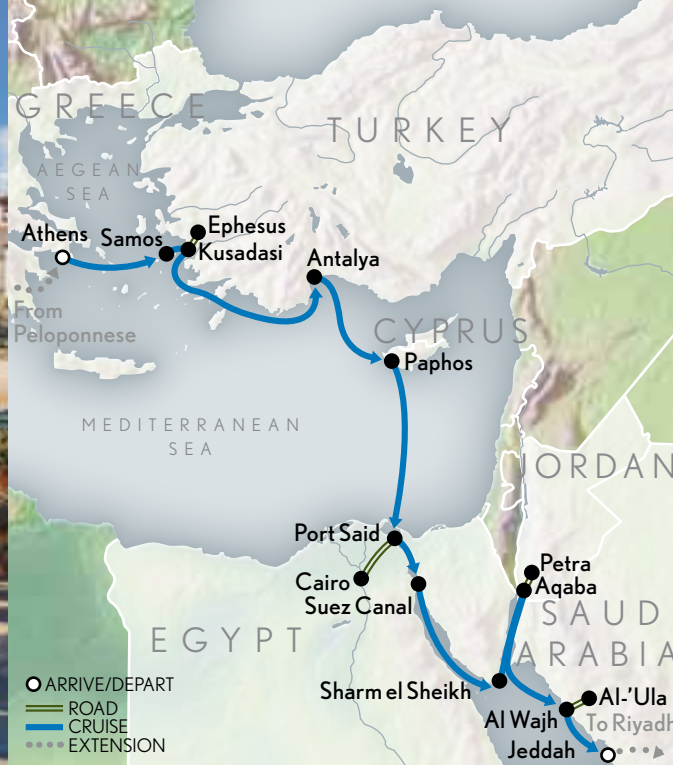 GREECE
TURKEY
AEGEAN
SEA
Athens
Samos
Ephesus
Kusadasi
Antalya
From
Peloponnese
CYPRUS
Paphos
MEDITERRANEAN
SEA
JORDAN
Port Said
Cairo
Suez Canal
Petra
Aqaba
SAUD
ARABIA
EGYPT
Sharm el Sheikh
Al-'Ula
Al Wajh
To Riyadh
Jeddah
ARRIVE/DEPART
ROAD
CRUISE
EXTENSION